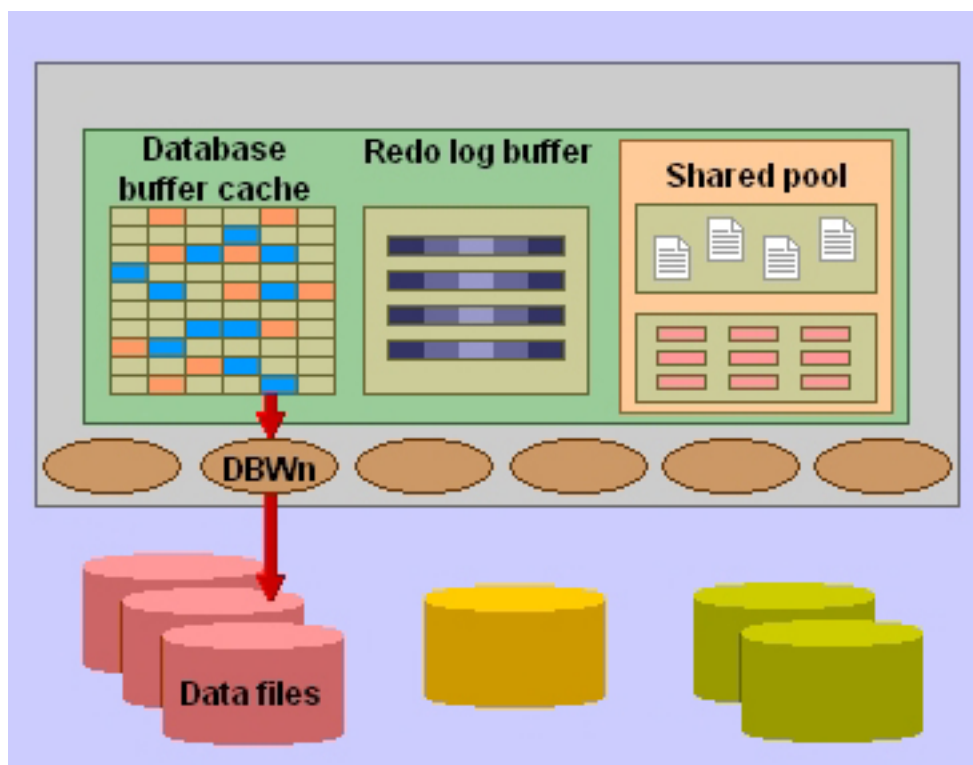 Database
buffer cache
Redo log buffer
Shared pool
DBWn
Data files